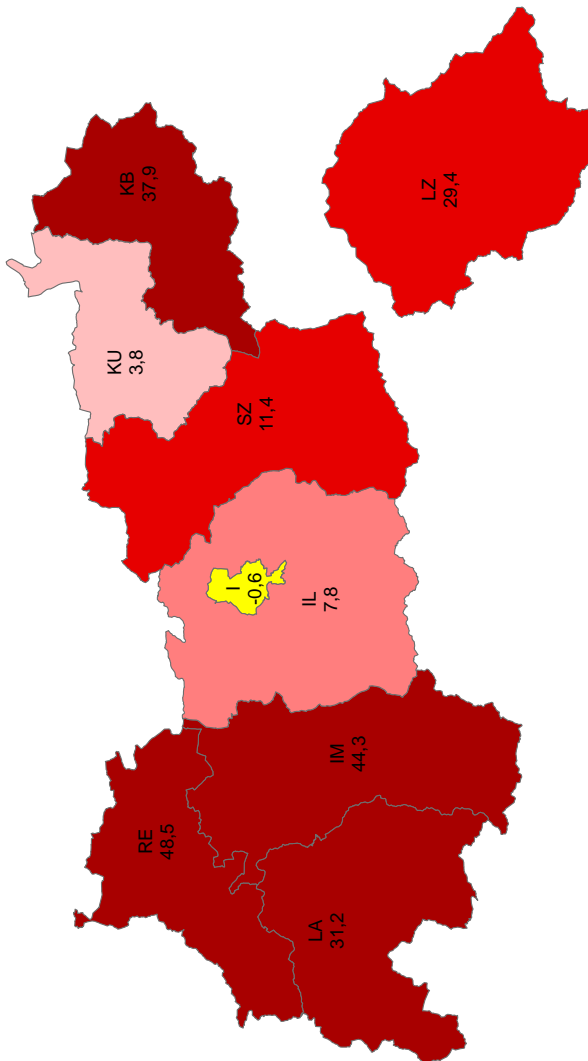 RE
48,5
LA
31,2
IM
44,3
I
-0,6
IL
7,8
SZ
11,4
KU
3,8
KB
37,9
LZ
29,4